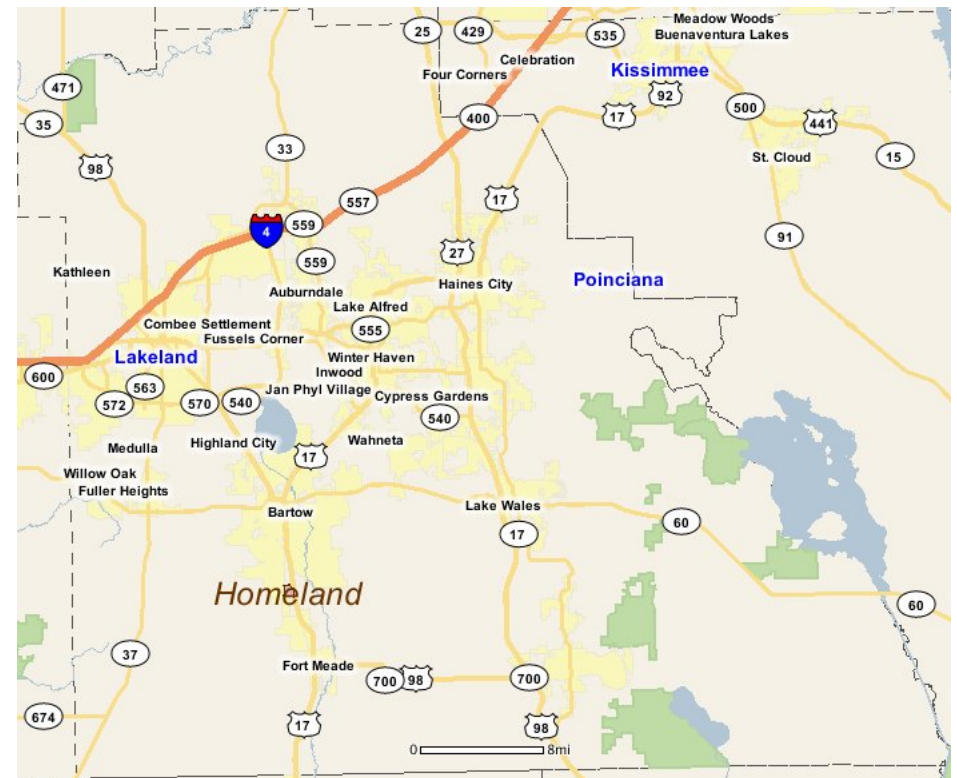 Meadow Woods
25
429
535
Buenaventura Lakes
Celebration
Four Corners
Kissimmee
471
92
500
400
17
441
35
33
St. Cloud
15
98
557
17
559
4
91
27
559
Kathleen
Poinciana
Haines City
Auburndale
Lake Alfred
Combee Settlement
555
Fussels Corner
Lakeland
Winter Haven
Inwood
600
563
Jan Phyl Village
Cypress Gardens
572
570
540
540
Highland City
Wahneta
Medulla
17
Willow Oak
Fuller Heights
Lake Wales
Bartow
60
17
Homeland
60
37
Fort Meade
700
98
700
674
17
98
0
8mi